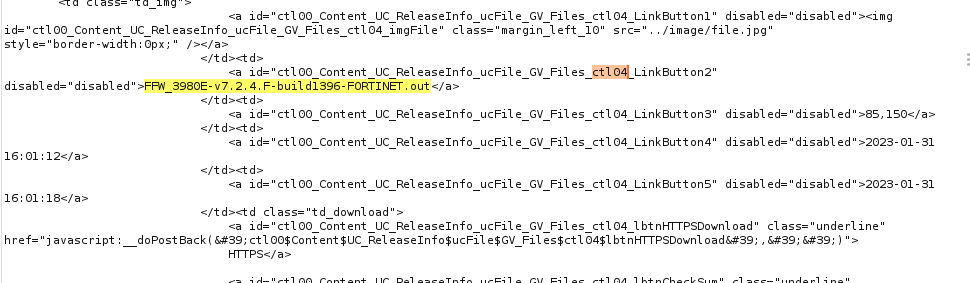 <td class="td_img">
<a id="ctl00_Content_UC_ReleaseInfo_ucFile_GV_Files_ctl04_LinkButton1" disabled="disabled"><img
id="ctl00_Content_UC_ReleaseInfo_ucFile_GV_Files_ctl04_imgFile" class="margin_left_10" src="../image/file.jpg"
style="border-width:0px;" /></a>
</td><td>
<a id="ctl00_Content_UC_ReleaseInfo_ucFile_GV_Files_ctl04_LinkButton2"
disabled="disabled">FFW_3980E-v7.2.4.F-build1396-FORTINET.out</a>
</td><td>
<a id="ctl00_Content_UC_ReleaseInfo_ucFile_GV_Files_ctl04_LinkButton3" disabled="disabled">85,150</a>
</td><td>
<a id="ctl00_Content_UC_ReleaseInfo_ucFile_GV_Files_ctl04_LinkButton4" disabled="disabled">2023-01-31
16:01:12</a>
</td><td>
<a id="ctl00_Content_UC_ReleaseInfo_ucFile_GV_Files_ctl04_LinkButton5" disabled="disabled">2023-01-31
16:01:18</a>
</td><td class="td_download">
<a id="ctl00_Content_UC_ReleaseInfo_ucFile_GV_Files_ctl04_lbtnHTTPSDownload" class="underline"
href="javascript:__doPostBack(&#39;ctl00$Content$UC_ReleaseInfo$ucFile$GV_Files$ctl04$lbtnHTTPSDownload&#39;,&#39;&#39;)">
HTTPS</a>
<a id="ctl00_Content_UC_ReleaseInfo_ucFile_GV_Files_ctl04_lbtnCheckSum" class="underline"